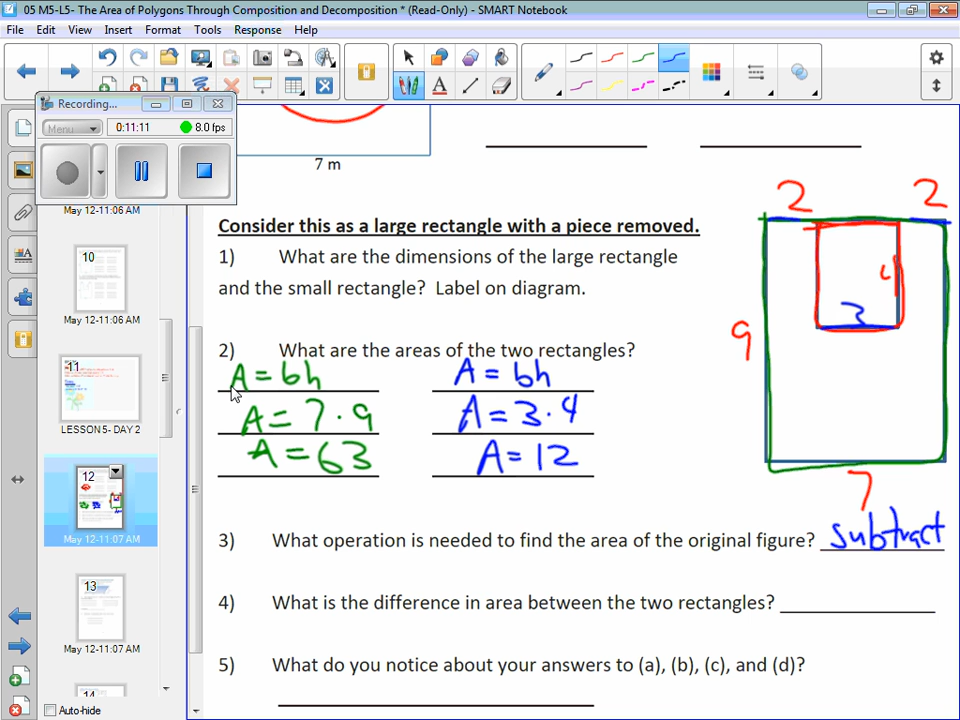 05 M5-L5- The Area of Polygons Through Composition and Decomposition * (Read-Only) - SMART Notebook
File Edit View Insert Format Tools Response Help
Recording...
Menu 0:11:11 8.0 fps
7 m
May 12-11:06 AM
10
May 12-11:06 AM
11
LESSON 5- DAY 2
12
May 12-11:07 AM
13
May 12-11:07 AM
14
Auto-hide
Consider this as a large rectangle with a piece removed.
1) What are the dimensions of the large rectangle
and the small rectangle? Label on diagram.
2) What are the areas of the two rectangles?
A = bh A = bh
A = 7 · 9 A = 3 · 4
A = 63 A = 12
2 2
4
3
9
7
3) What operation is needed to find the area of the original figure? subtract
4) What is the difference in area between the two rectangles?
5) What do you notice about your answers to (a), (b), (c), and (d)?